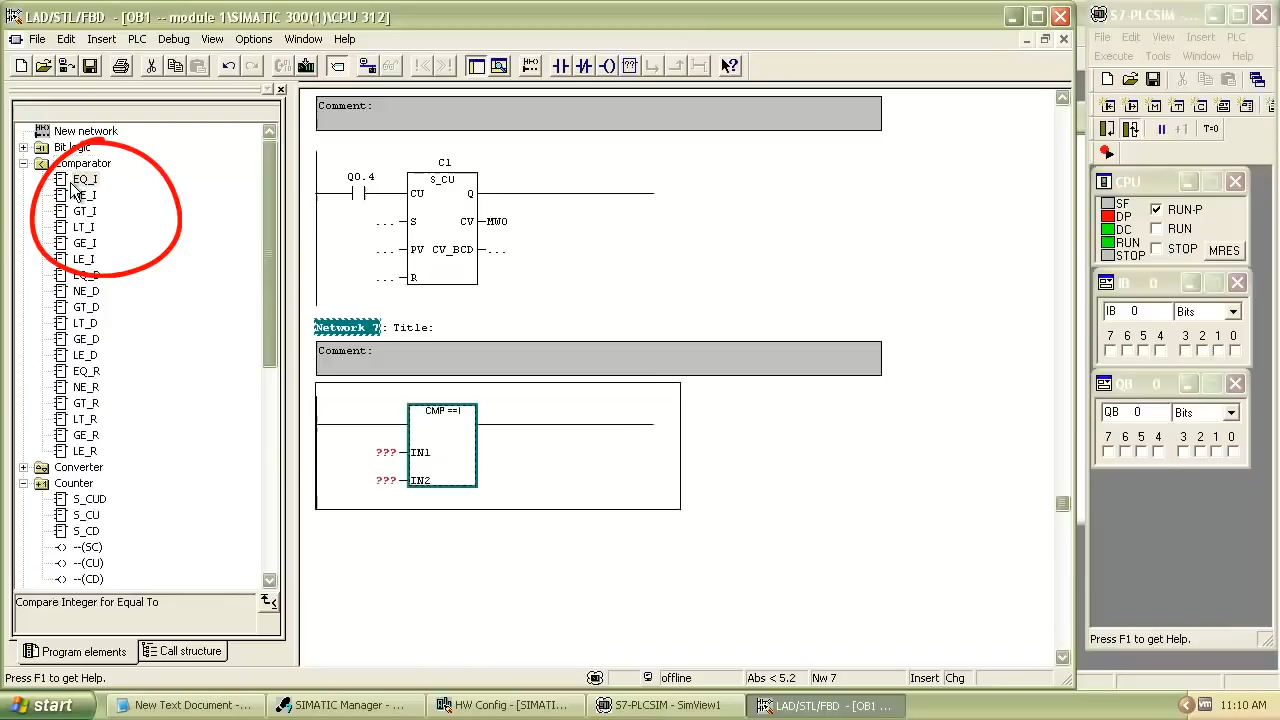 LAD/STL/FBD - [OB1 -- module 1\SIMATIC 300(1)\CPU 312]
File Edit Insert PLC Debug View Options Window Help
New network
Bit logic
Comparator
EQ_I
NE_I
GT_I
LT_I
GE_I
LE_I
EQ_D
NE_D
GT_D
LT_D
GE_D
LE_D
EQ_R
NE_R
GT_R
LT_R
GE_R
LE_R
Converter
Counter
S_CUD
S_CU
S_CD
--(SC)
--(CU)
--(CD)
Compare Integer for Equal To
Program elements
Call structure
Comment:
C1
Q0.4 S_CU
CU Q
... S CV MW0
... PV CV_BCD ...
... R
Network 7: Title:
Comment:
CMP ==I
??? IN1
??? IN2
Press F1 to get Help.
offline Abs < 5.2 Nw 7 Insert Chg
S7-PLCSIM - ...
File Edit View Insert PLC
Execute Tools Window Help
+1 T=0
CPU
SF
DP
DC
RUN
STOP
RUN-P
RUN
STOP MRES
IB 0
IB 0 Bits
7 6 5 4 3 2 1 0
QB 0
QB 0 Bits
7 6 5 4 3 2 1 0
Press F1 to get Help.
start New Text Document -... SIMATIC Manager - ... HW Config - [SIMATI... S7-PLCSIM - SimView1 LAD/STL/FBD - [OB1 ... 11:10 AM